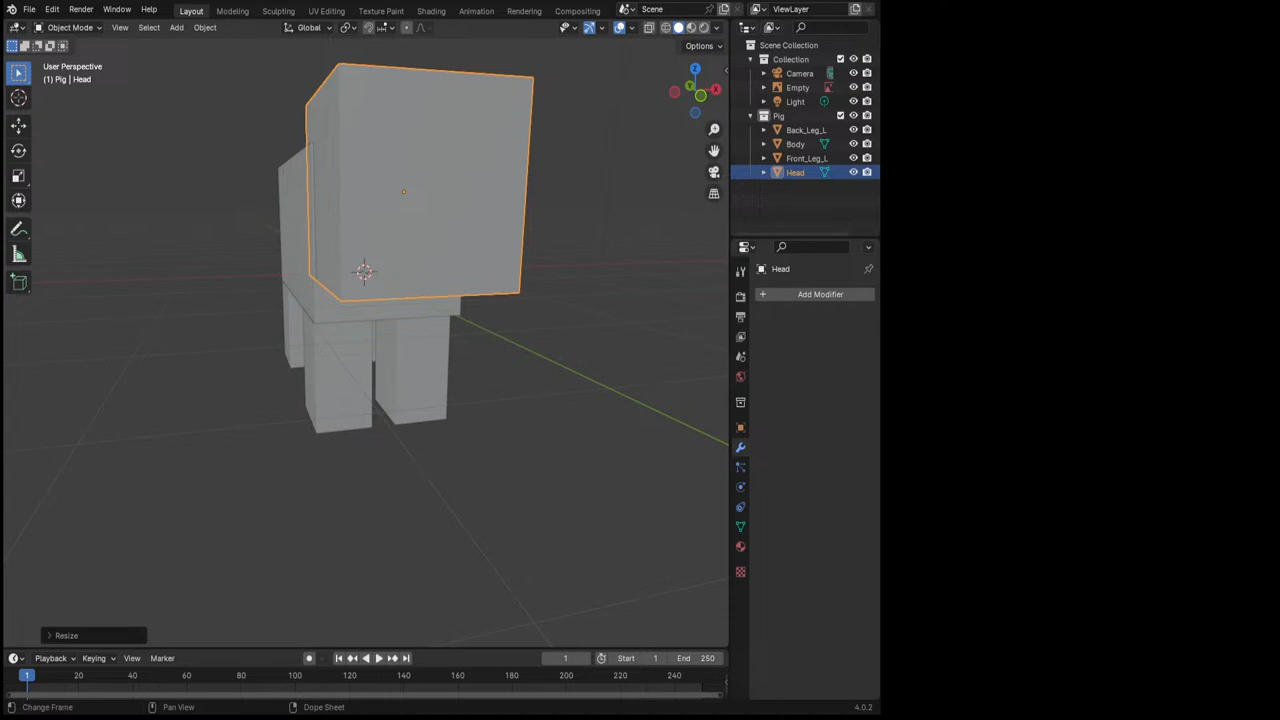 File Edit Render Window Help Layout Modeling Sculpting UV Editing Texture Paint Shading Animation Rendering Compositing Scene ViewLayer
Object Mode View Select Add Object Global
Options
User Perspective
(1) Pig | Head
Z
Y
X
Scene Collection
Collection
Camera
Empty
Light
Pig
Back_Leg_L
Body
Front_Leg_L
Head
Head
+ Add Modifier
> Resize
Playback Keying View Marker 1 Start 1 End 250
1 20 40 60 80 100 120 140 160 180 200 220 240
Change Frame Pan View Dope Sheet 4.0.2